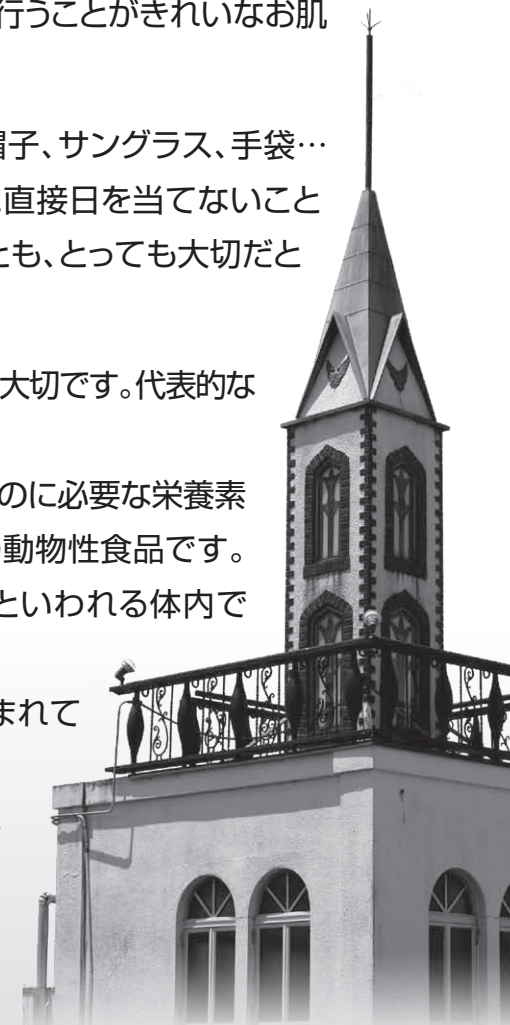 行うことがきれいなお肌
帽子、サングラス、手袋…
直接日を当てないこと
とも、とっても大切だと
大切です。代表的な
のに必要な栄養素
動物性食品です。
といわれる体内で
まれて